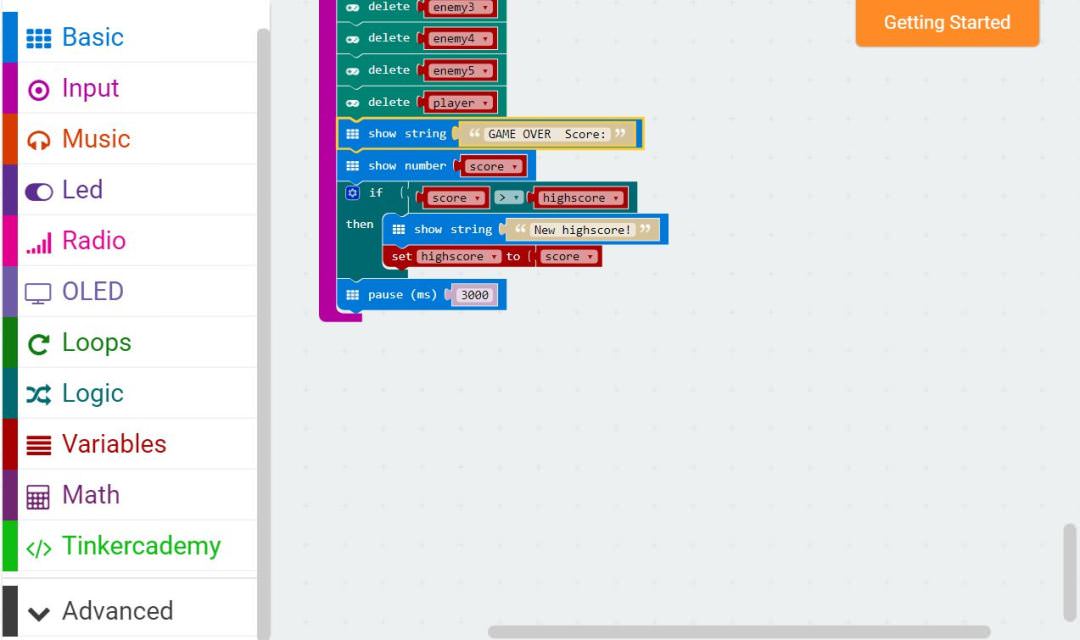 Basic
Input
Music
Led
Radio
OLED
Loops
Logic
Variables
Math
Tinkercademy
Advanced
delete enemy3
delete enemy4
delete enemy5
delete player
show string “ GAME OVER  Score: ”
show number score
if score > highscore
then show string “ New highscore! ”
set highscore to score
pause (ms) 3000
Getting Started